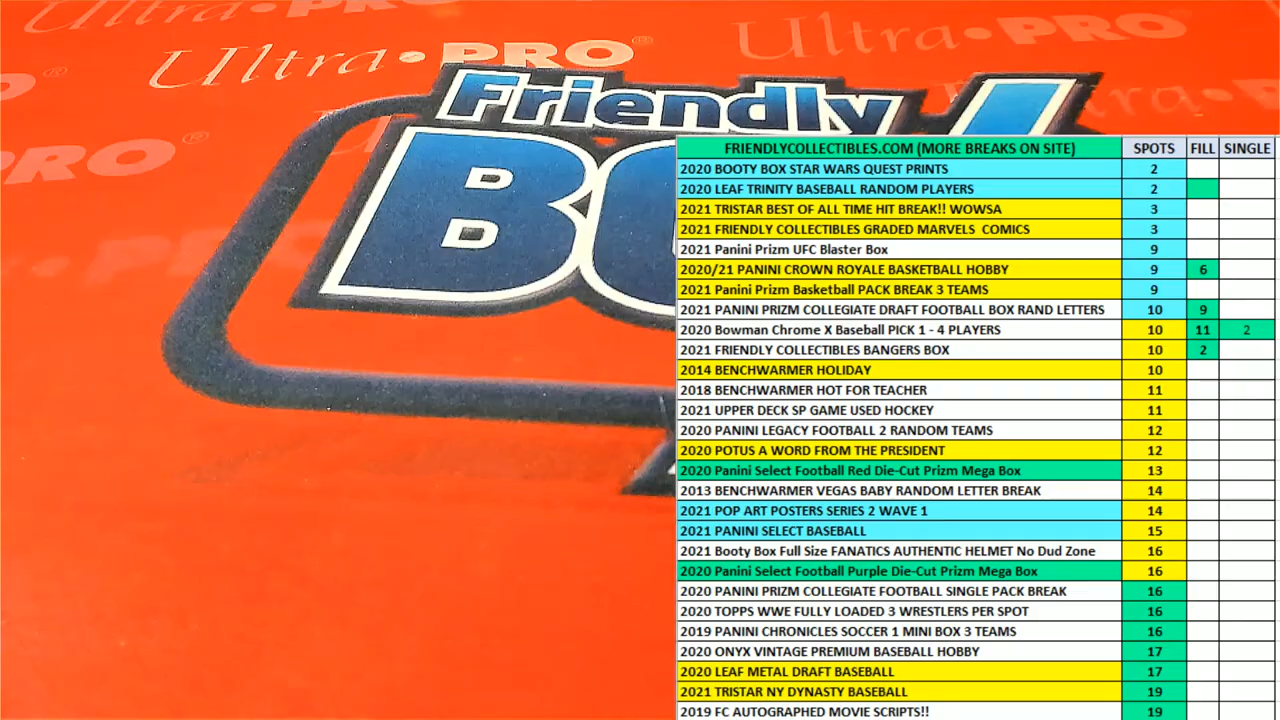 Ultra·PRO®
Ultra·PRO
PRO®
Ultra
Friendly
BO
FRIENDLYCOLLECTIBLES.COM (MORE BREAKS ON SITE) SPOTS FILL SINGLE
2020 BOOTY BOX STAR WARS QUEST PRINTS 2
2020 LEAF TRINITY BASEBALL RANDOM PLAYERS 2
2021 TRISTAR BEST OF ALL TIME HIT BREAK!! WOWSA 3
2021 FRIENDLY COLLECTIBLES GRADED MARVELS COMICS 3
2021 Panini Prizm UFC Blaster Box 9
2020/21 PANINI CROWN ROYALE BASKETBALL HOBBY 9 6
2021 Panini Prizm Basketball PACK BREAK 3 TEAMS 9
2021 PANINI PRIZM COLLEGIATE DRAFT FOOTBALL BOX RAND LETTERS 10 9
2020 Bowman Chrome X Baseball PICK 1 - 4 PLAYERS 10 11 2
2021 FRIENDLY COLLECTIBLES BANGERS BOX 10 2
2014 BENCHWARMER HOLIDAY 10
2018 BENCHWARMER HOT FOR TEACHER 11
2021 UPPER DECK SP GAME USED HOCKEY 11
2020 PANINI LEGACY FOOTBALL 2 RANDOM TEAMS 12
2020 POTUS A WORD FROM THE PRESIDENT 12
2020 Panini Select Football Red Die-Cut Prizm Mega Box 13
2013 BENCHWARMER VEGAS BABY RANDOM LETTER BREAK 14
2021 POP ART POSTERS SERIES 2 WAVE 1 14
2021 PANINI SELECT BASEBALL 15
2021 Booty Box Full Size FANATICS AUTHENTIC HELMET No Dud Zone 16
2020 Panini Select Football Purple Die-Cut Prizm Mega Box 16
2020 PANINI PRIZM COLLEGIATE FOOTBALL SINGLE PACK BREAK 16
2020 TOPPS WWE FULLY LOADED 3 WRESTLERS PER SPOT 16
2019 PANINI CHRONICLES SOCCER 1 MINI BOX 3 TEAMS 16
2020 ONYX VINTAGE PREMIUM BASEBALL HOBBY 17
2020 LEAF METAL DRAFT BASEBALL 17
2021 TRISTAR NY DYNASTY BASEBALL 19
2019 FC AUTOGRAPHED MOVIE SCRIPTS!! 19